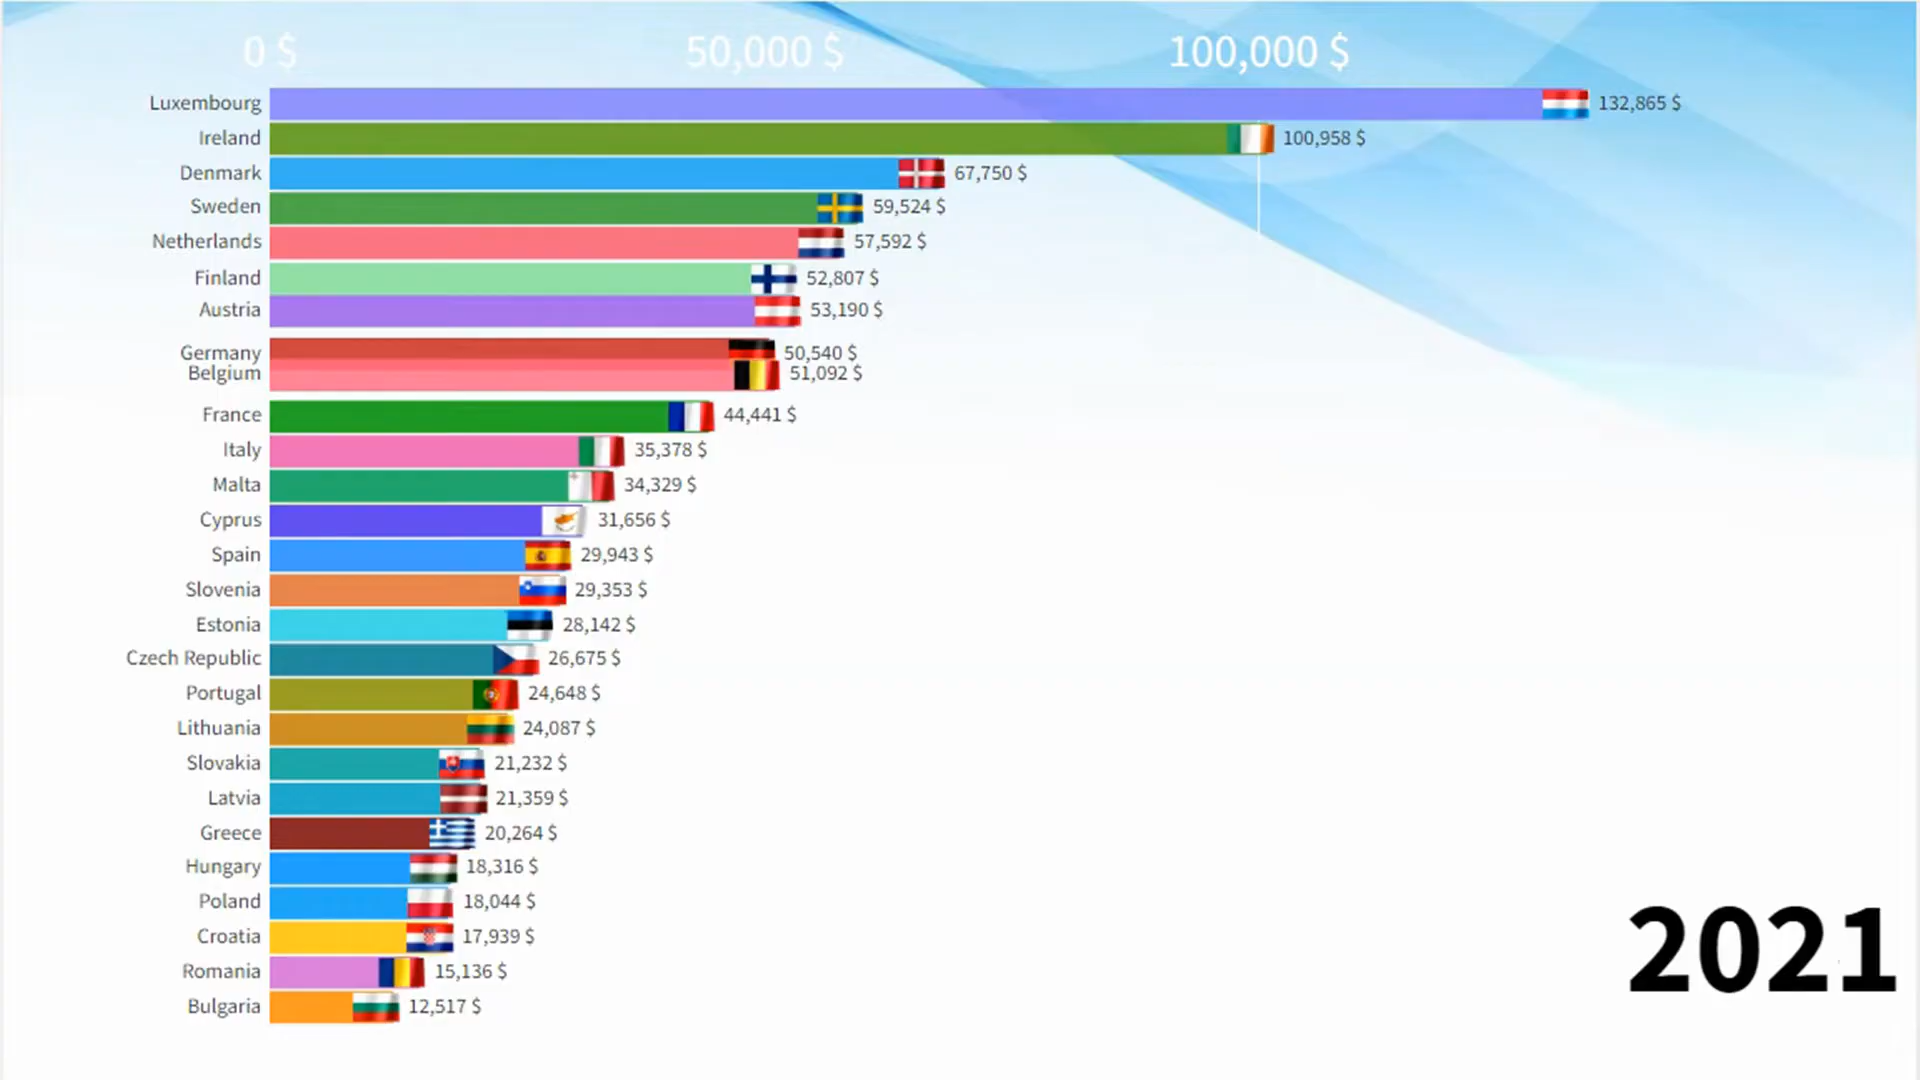 0 $ 50,000 $ 100,000 $
Luxembourg 132,865 $
Ireland 100,958 $
Denmark 67,750 $
Sweden 59,524 $
Netherlands 57,592 $
Finland 52,807 $
Austria 53,190 $
Germany 50,540 $
Belgium 51,092 $
France 44,441 $
Italy 35,378 $
Malta 34,329 $
Cyprus 31,656 $
Spain 29,943 $
Slovenia 29,353 $
Estonia 28,142 $
Czech Republic 26,675 $
Portugal 24,648 $
Lithuania 24,087 $
Slovakia 21,232 $
Latvia 21,359 $
Greece 20,264 $
Hungary 18,316 $
Poland 18,044 $
Croatia 17,939 $
Romania 15,136 $
Bulgaria 12,517 $
2021